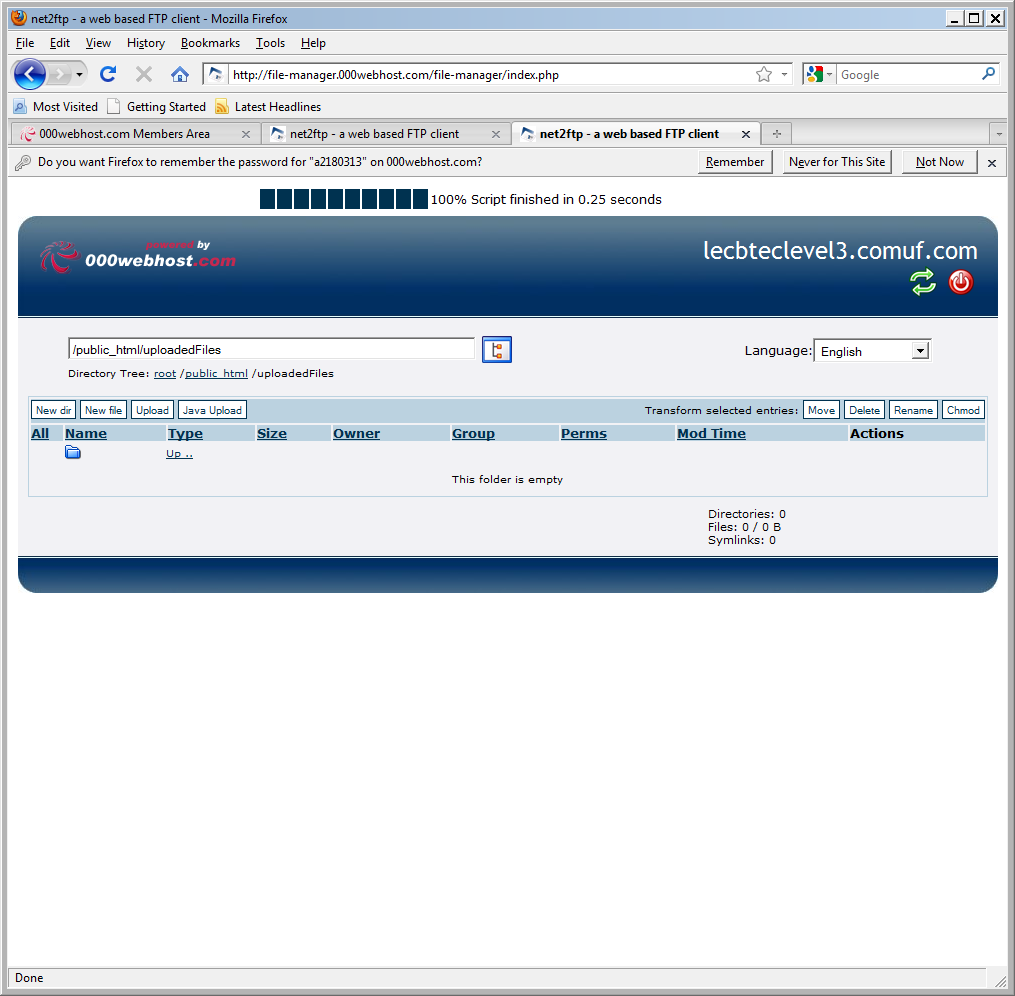 net2ftp - a web based FTP client - Mozilla Firefox
File Edit View History Bookmarks Tools Help
http://file-manager.000webhost.com/file-manager/index.php Google
Most Visited Getting Started Latest Headlines
000webhost.com Members Area net2ftp - a web based FTP client net2ftp - a web based FTP client
Do you want Firefox to remember the password for "a2180313" on 000webhost.com? Remember Never for This Site Not Now
100% Script finished in 0.25 seconds
powered by
000webhost.com
lecbteclevel3.comuf.com
/public_html/uploadedFiles Language: English
Directory Tree: root /public_html /uploadedFiles
New dir New file Upload Java Upload Transform selected entries: Move Delete Rename Chmod
All Name Type Size Owner Group Perms Mod Time Actions
Up ..
This folder is empty
Directories: 0
Files: 0 / 0 B
Symlinks: 0
Done